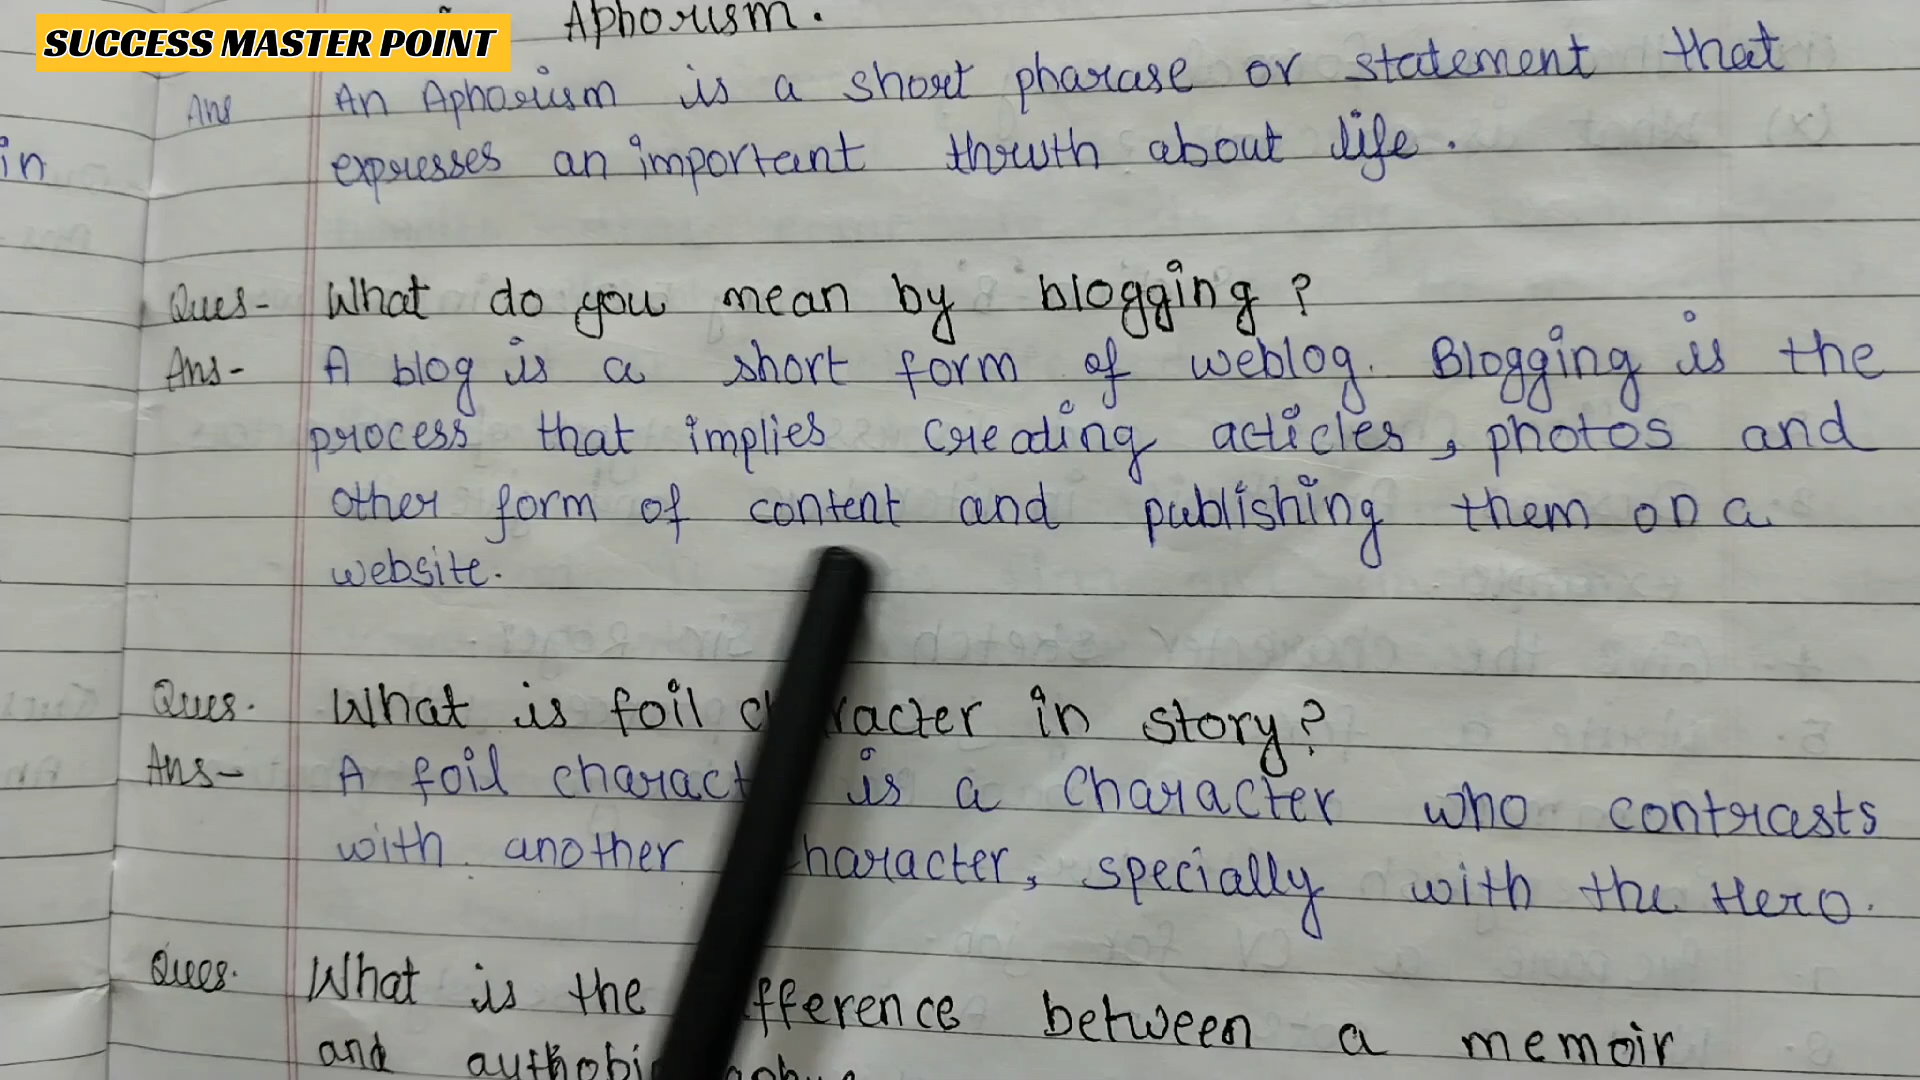 SUCCESS MASTER POINT
Aphorism.
Ans An Aphorism is a short pharase or statement that
in
expresses an important thruth about life.
Ques- What do you mean by blogging?
Ans- A blog is a short form of weblog. Blogging is the
process that implies creating articles, photos and
other form of content and publishing them on a
website.
Ques. What is foil character in story?
Ans- A foil charact is a character who contrasts
with another character, specially with the Hero.
Ques. What is the fference between a memoir
and